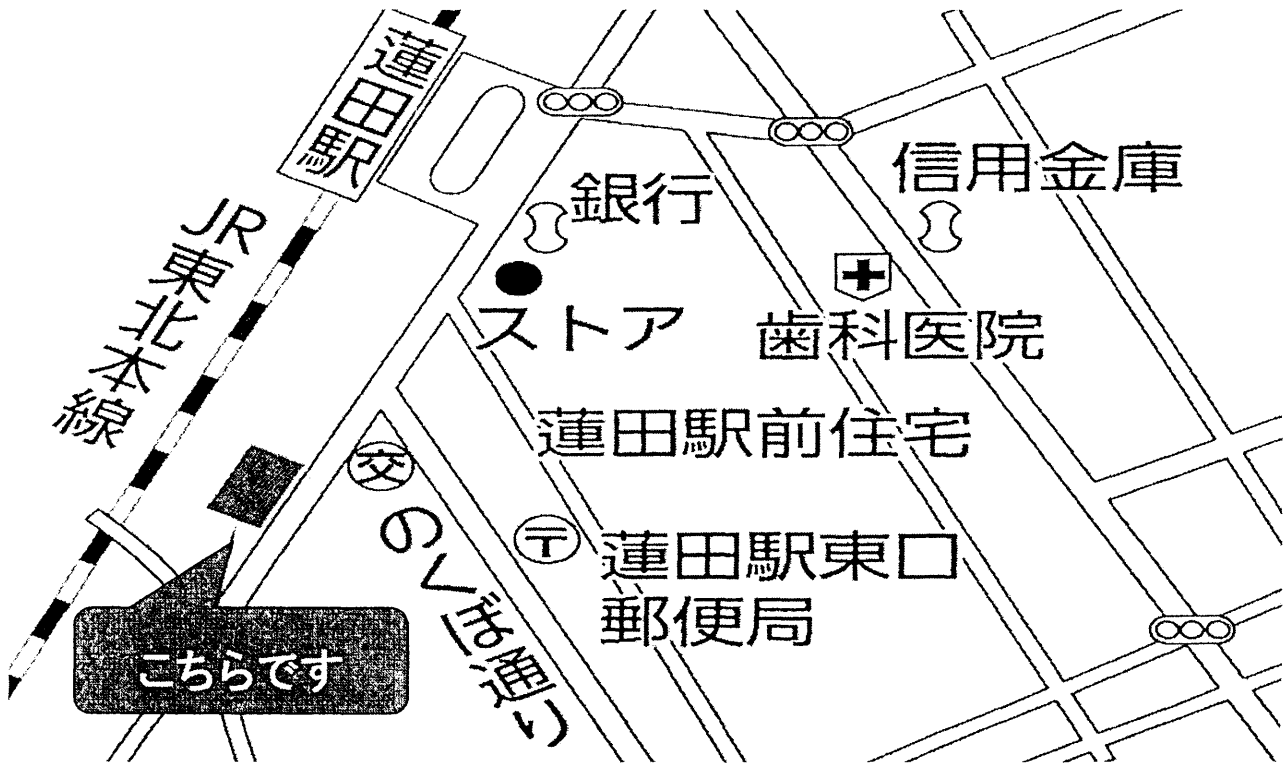 蓮田駅
信用金庫
銀行
JR東北本線
ストア
歯科医院
蓮田駅前住宅
交
のくぼ通り
〒
蓮田駅東口
郵便局
こちらです